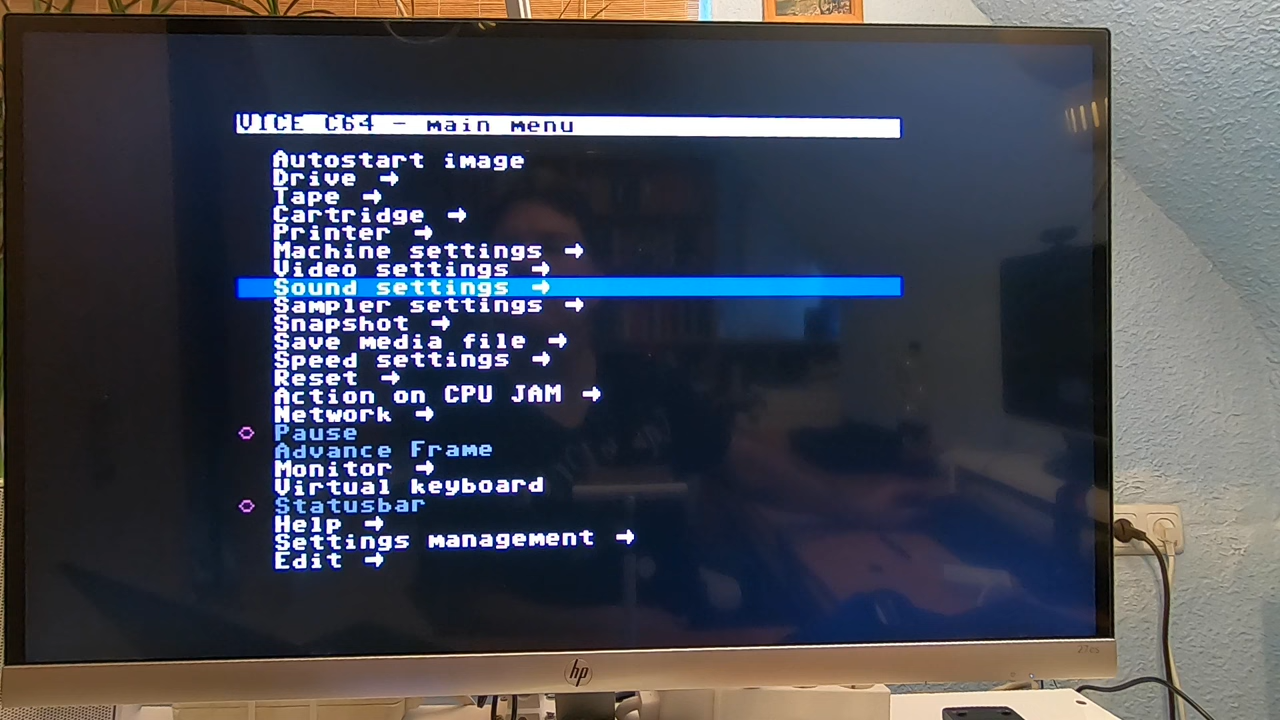 VICE C64 - main menu
Autostart image
Drive →
Tape →
Cartridge →
Printer →
Machine settings →
Video settings →
Sound settings →
Sampler settings →
Snapshot →
Save media file →
Speed settings →
Reset →
Action on CPU JAM →
Network →
Pause
Advance Frame
Monitor →
Virtual keyboard
Statusbar
Help →
Settings management →
Edit →
hp
27es